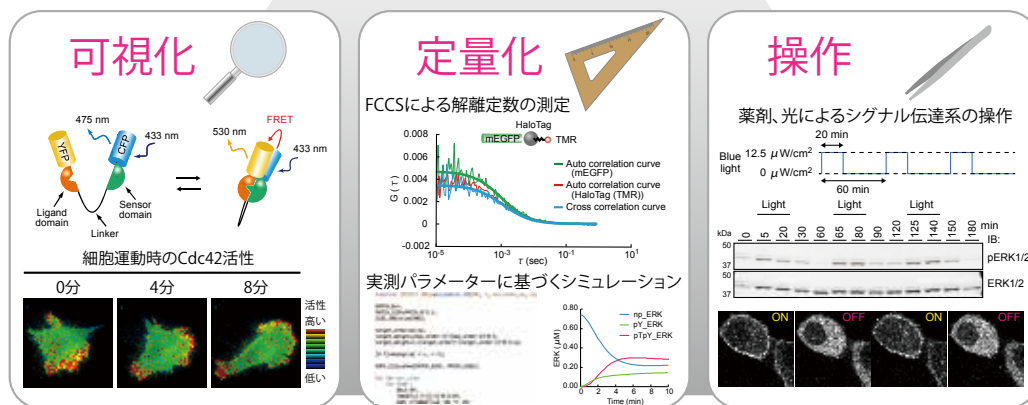 可視化
475 nm
433 nm
YFP
CFP
Ligand
domain
Linker
Sensor
domain
FRET
530 nm
433 nm
細胞運動時のCdc42活性
0分
4分
8分
活性
高い
低い
定量化
FCCSによる解離定数の測定
HaloTag
mEGFP
TMR
G (τ)
0.008
0.006
0.004
0.002
0
-0.002
10-5
10-3
10-1
101
τ (sec)
Auto correlation curve
(mEGFP)
Auto correlation curve
(HaloTag (TMR))
Cross correlation curve
実測パラメーターに基づくシミュレーション
ERK (μM)
0.80
0.40
0.00
0 2 4 6 8 10
Time (min)
np_ERK
pY_ERK
pTpY_ERK
操作
薬剤、光によるシグナル伝達系の操作
20 min
Blue
light
12.5 μW/cm2
0 μW/cm2
60 min
Light
Light
Light
kDa
0 5 20 30 60 65 80 90 120 125 140 150 180 min
IB:
50
37
pERK1/2
50
37
ERK1/2
ON
OFF
ON
OFF